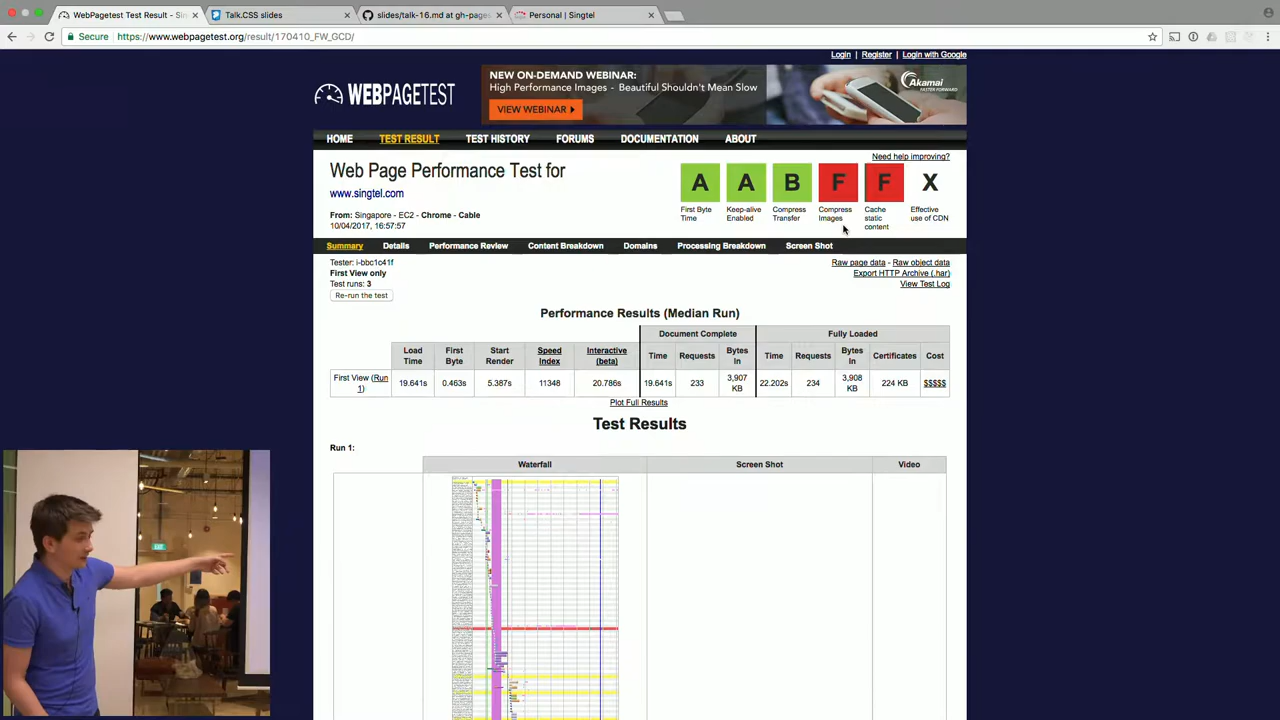 WebPagetest Test Result - Si
Talk.CSS slides
slides/talk-16.md at gh-pages
Personal | Singtel
Secure
https://www.webpagetest.org/result/170410_FW_GCD/
Login | Register | Login with Google
WEBPAGETEST
NEW ON-DEMAND WEBINAR:
High Performance Images - Beautiful Shouldn't Mean Slow
VIEW WEBINAR
Akamai
FASTER FORWARD
HOME
TEST RESULT
TEST HISTORY
FORUMS
DOCUMENTATION
ABOUT
Need help improving?
Web Page Performance Test for
www.singtel.com
From: Singapore - EC2 - Chrome - Cable
10/04/2017, 16:57:57
A
A
B
F
F
X
First Byte
Time
Keep-alive
Enabled
Compress
Transfer
Compress
Images
Cache
static
content
Effective
use of CDN
Summary
Details
Performance Review
Content Breakdown
Domains
Processing Breakdown
Screen Shot
Tester: i-bbc1c41f
First View only
Test runs: 3
Re-run the test
Raw page data - Raw object data
Export HTTP Archive (.har)
View Test Log
Performance Results (Median Run)
Document Complete
Fully Loaded
Load
Time
First
Byte
Start
Render
Speed
Index
Interactive
(beta)
Time
Requests
Bytes
In
Time
Requests
Bytes
In
Certificates
Cost
First View (Run
1)
19.641s
0.463s
5.387s
11348
20.786s
19.641s
233
3,907
KB
22.202s
234
3,908
KB
224 KB
$$$$$
Plot Full Results
Test Results
Run 1:
Waterfall
Screen Shot
Video
EXIT